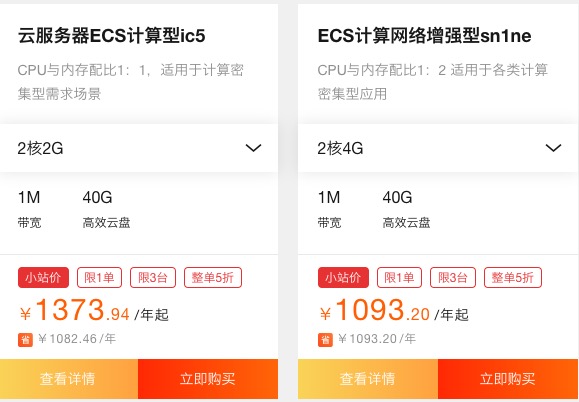 云服务器ECS计算型ic5
CPU与内存配比1：1，适用于计算密
集型需求场景
2核2G
1M 40G
带宽 高效云盘
小站价 限1单 限3台 整单5折
￥1373.94 /年起
省 ￥1082.46/年
查看详情 立即购买
ECS计算网络增强型sn1ne
CPU与内存配比1：2 适用于各类计算
密集型应用
2核4G
1M 40G
带宽 高效云盘
小站价 限1单 限3台 整单5折
￥1093.20 /年起
省 ￥1093.20/年
查看详情 立即购买